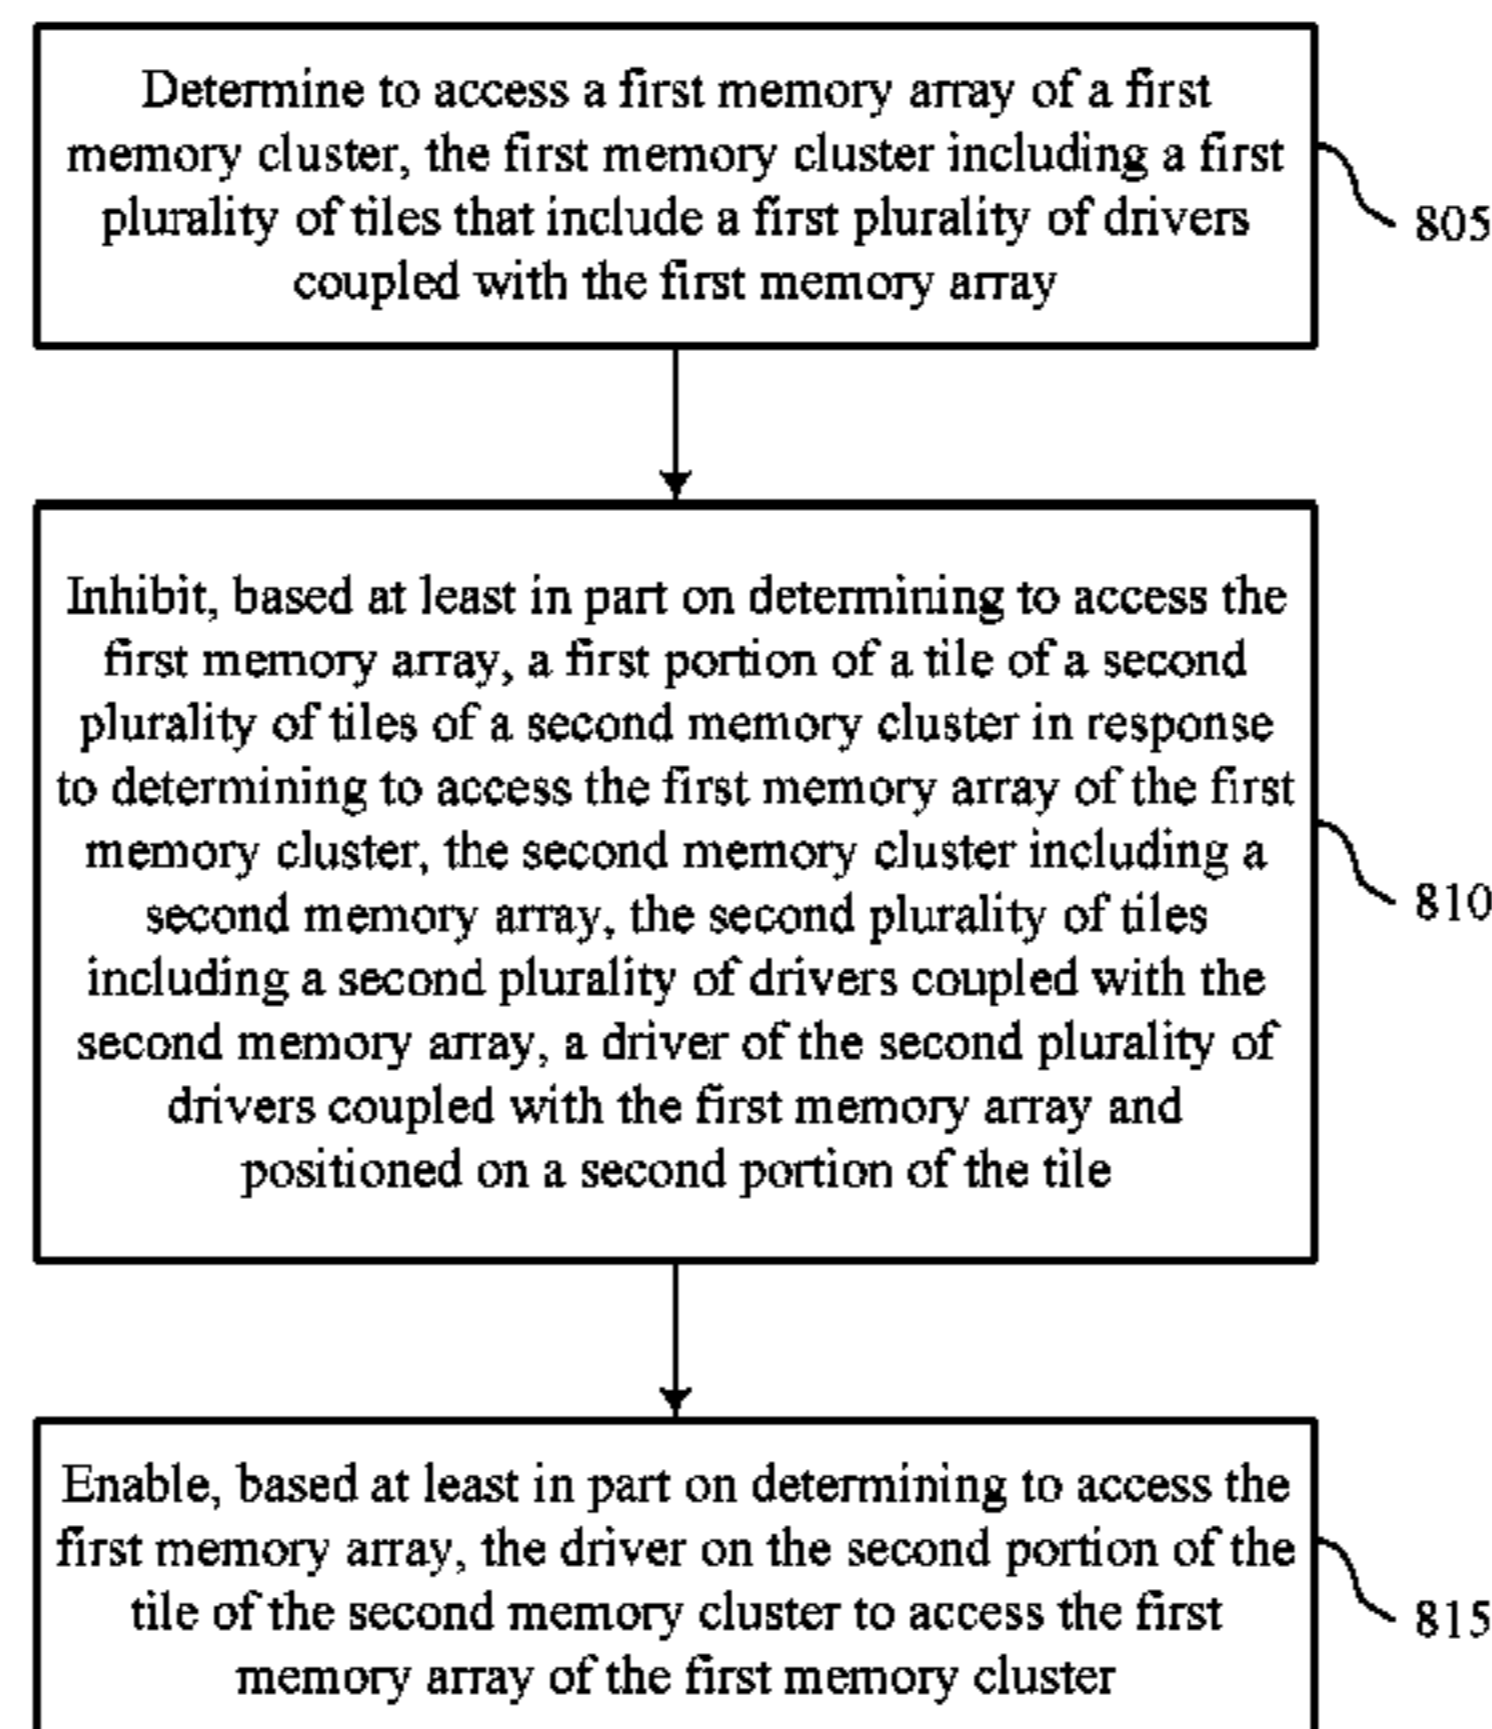 Determine to access a first memory array of a first
memory cluster, the first memory cluster including a first
plurality of tiles that include a first plurality of drivers
coupled with the first memory array
805
Inhibit, based at least in part on determining to access the
first memory array, a first portion of a tile of a second
plurality of tiles of a second memory cluster in response
to determining to access the first memory array of the first
memory cluster, the second memory cluster including a
second memory array, the second plurality of tiles
including a second plurality of drivers coupled with the
second memory array, a driver of the second plurality of
drivers coupled with the first memory array and
positioned on a second portion of the tile
810
Enable, based at least in part on determining to access the
first memory array, the driver on the second portion of the
tile of the second memory cluster to access the first
memory array of the first memory cluster
815